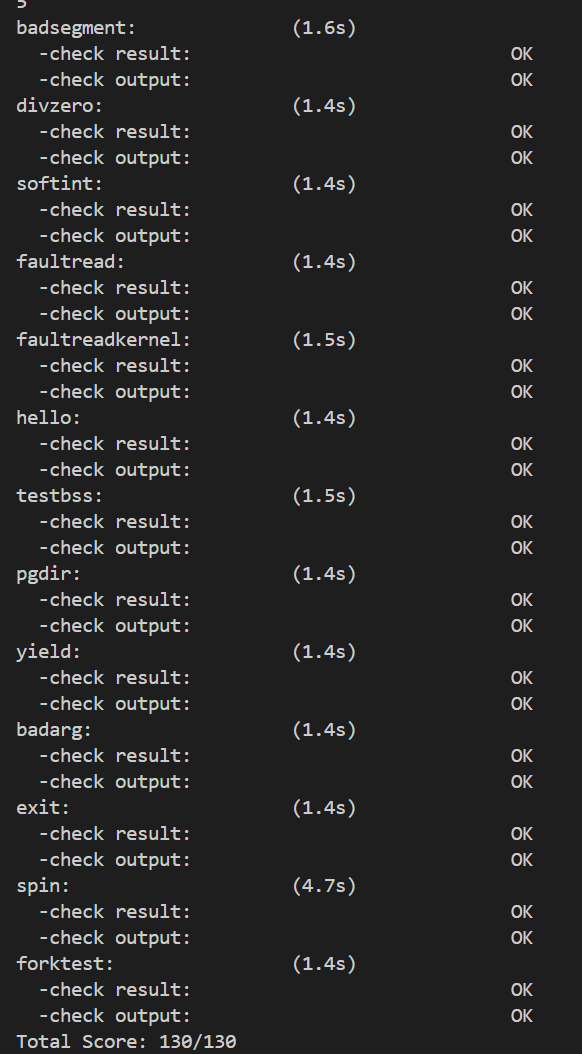 badsegment:              (1.6s)
  -check result:                             OK
  -check output:                             OK
divzero:                 (1.4s)
  -check result:                             OK
  -check output:                             OK
softint:                 (1.4s)
  -check result:                             OK
  -check output:                             OK
faultread:               (1.4s)
  -check result:                             OK
  -check output:                             OK
faultreadkernel:         (1.5s)
  -check result:                             OK
  -check output:                             OK
hello:                   (1.4s)
  -check result:                             OK
  -check output:                             OK
testbss:                 (1.5s)
  -check result:                             OK
  -check output:                             OK
pgdir:                   (1.4s)
  -check result:                             OK
  -check output:                             OK
yield:                   (1.4s)
  -check result:                             OK
  -check output:                             OK
badarg:                  (1.4s)
  -check result:                             OK
  -check output:                             OK
exit:                    (1.4s)
  -check result:                             OK
  -check output:                             OK
spin:                    (4.7s)
  -check result:                             OK
  -check output:                             OK
forktest:                (1.4s)
  -check result:                             OK
  -check output:                             OK
Total Score: 130/130